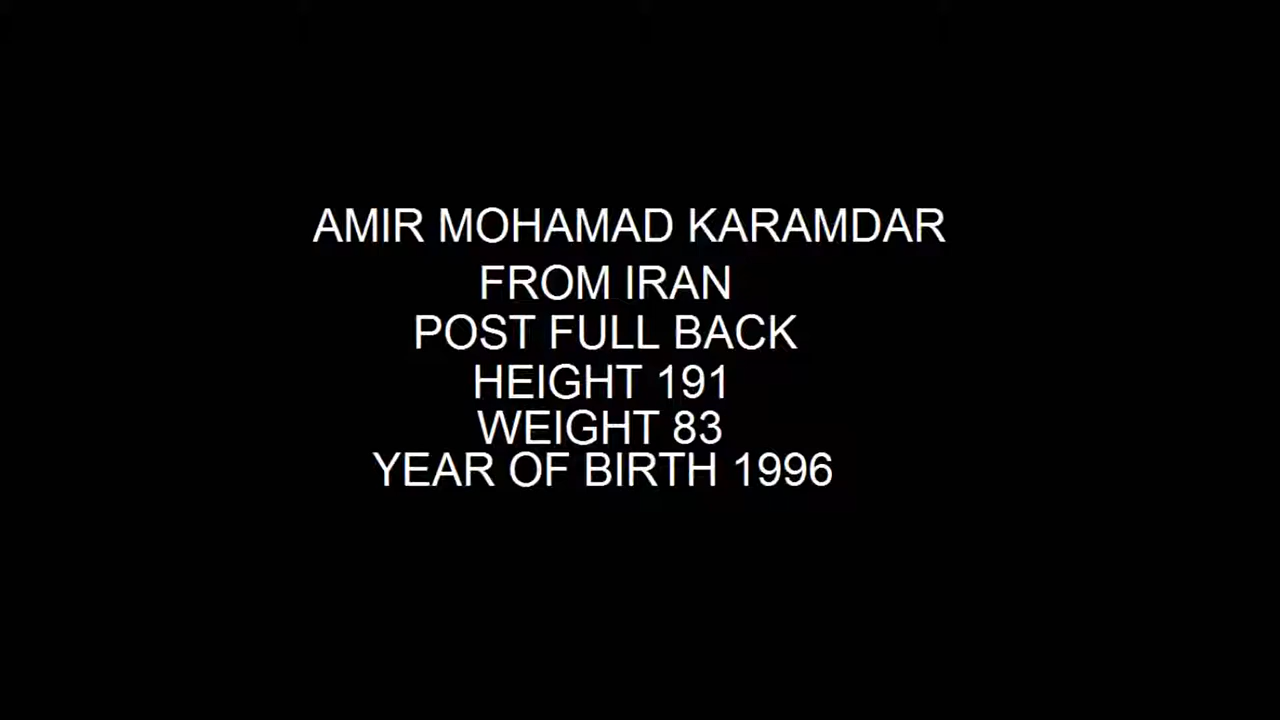 AMIR MOHAMAD KARAMDAR
FROM IRAN
POST FULL BACK
HEIGHT 191
WEIGHT 83
YEAR OF BIRTH 1996